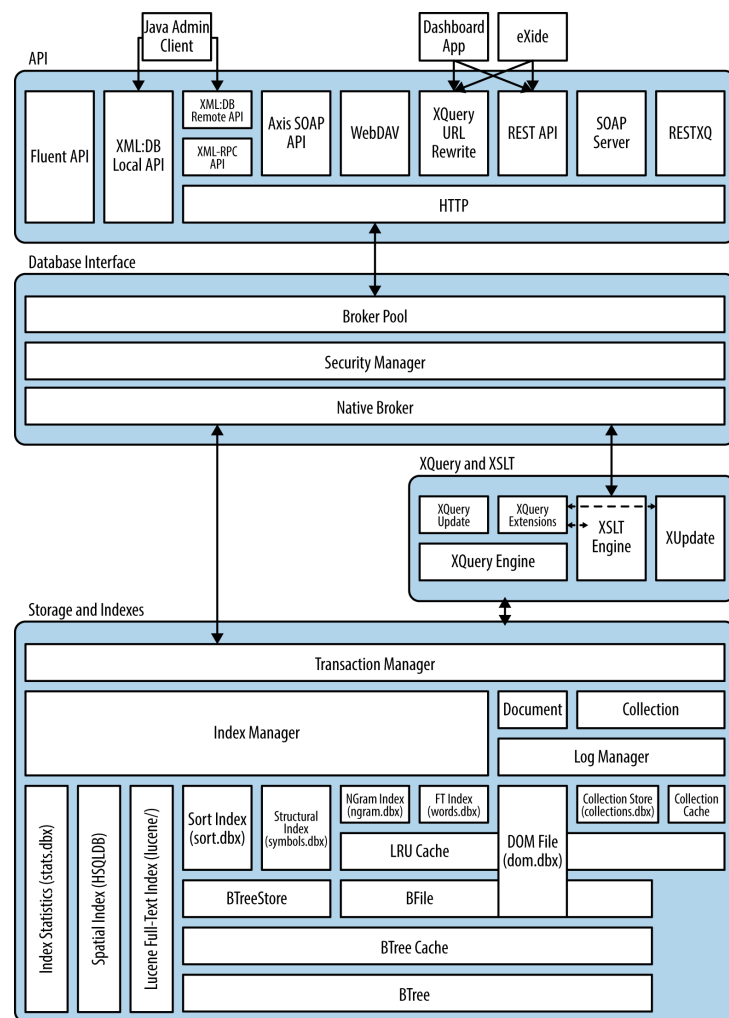 Java Admin
Client
Dashboard
App
eXide
API
Fluent API
XML:DB
Local API
XML:DB
Remote API
XML-RPC
API
Axis SOAP
API
WebDAV
XQuery
URL
Rewrite
REST API
SOAP
Server
RESTXQ
HTTP
Database Interface
Broker Pool
Security Manager
Native Broker
XQuery and XSLT
XQuery
Update
XQuery
Extensions
XSLT
Engine
XUpdate
XQuery Engine
Storage and Indexes
Transaction Manager
Index Manager
Document
Collection
Log Manager
Index Statistics (stats.dbx)
Spatial Index (HSQLDB)
Lucene Full-Text Index (lucene/)
Sort Index
(sort.dbx)
Structural
Index
(symbols.dbx)
NGram Index
(ngram.dbx)
FT Index
(words.dbx)
DOM File
(dom.dbx)
Collection Store
(collections.dbx)
Collection
Cache
LRU Cache
BTreeStore
BFile
BTree Cache
BTree